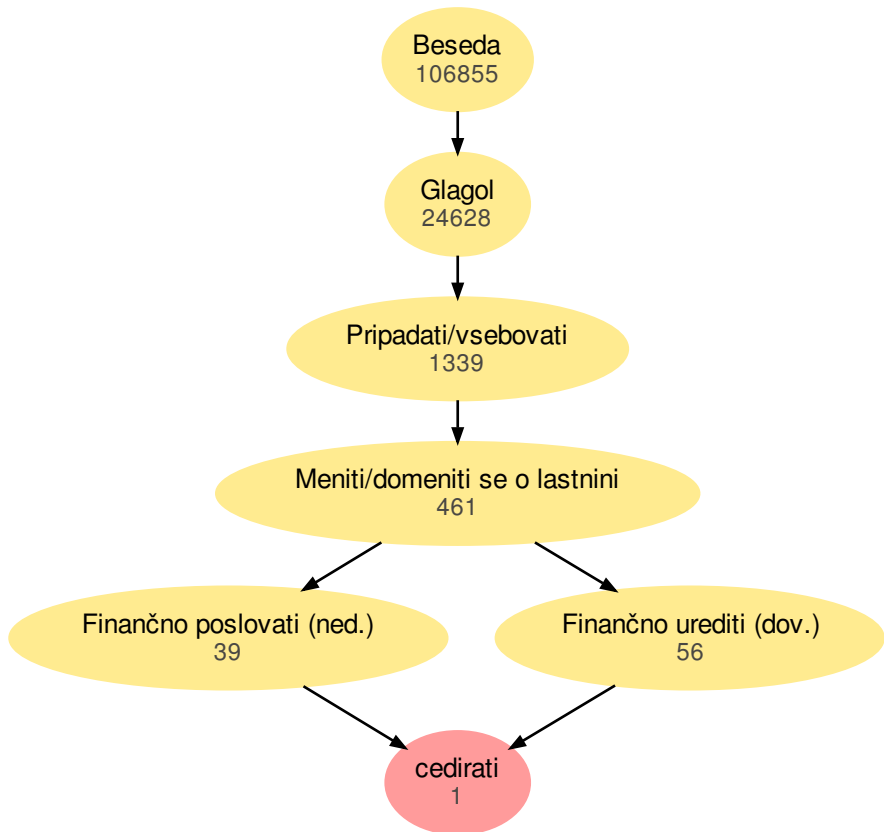 Beseda
106855
Glagol
24628
Pripadati/vsebovati
1339
Meniti/domeniti se o lastnini
461
Finančno poslovati (ned.)
39
Finančno urediti (dov.)
56
cedirati
1